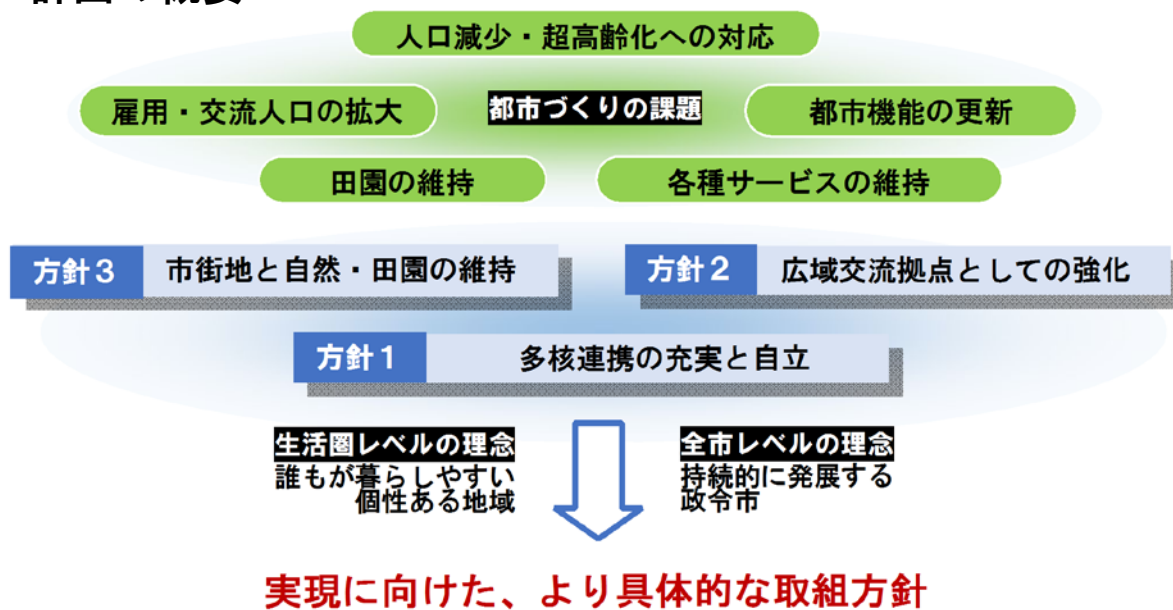 計画の概要
人口減少・超高齢化への対応
雇用・交流人口の拡大
都市づくりの課題
都市機能の更新
田園の維持
各種サービスの維持
方針3
市街地と自然・田園の維持
方針2
広域交流拠点としての強化
方針1
多核連携の充実と自立
生活圏レベルの理念
誰もが暮らしやすい
個性ある地域
全市レベルの理念
持続的に発展する
政令市
実現に向けた、より具体的な取組方針